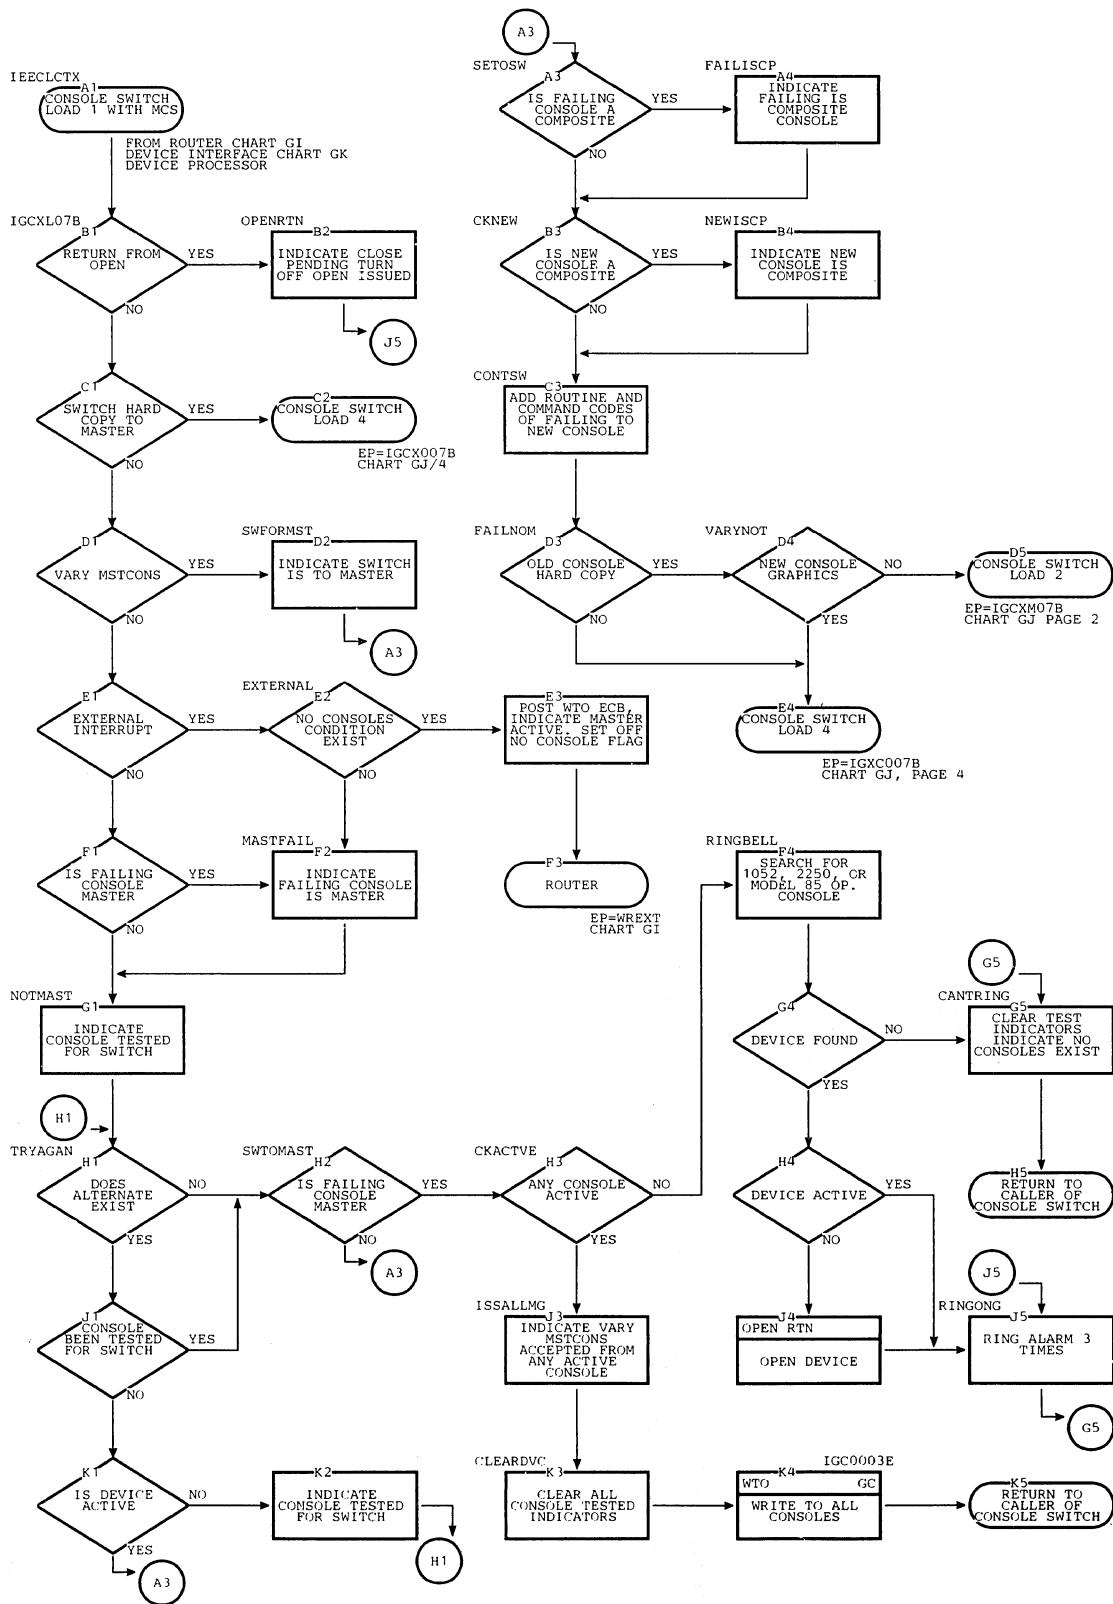 IEECLCTX
A1
CONSOLE SWITCH
LOAD 1 WITH MCS
FROM ROUTER CHART GI
DEVICE INTERFACE CHART GK
DEVICE PROCESSOR
IGCXL07B
B1
RETURN FROM
OPEN
YES
NO
OPENRTN
B2
INDICATE CLOSE
PENDING TURN
OFF OPEN ISSUED
J5
C1
SWITCH HARD
COPY TO
MASTER
YES
NO
C2
CONSOLE SWITCH
LOAD 4
EP=IGCX007B
CHART GJ/4
D1
VARY MSTCONS
YES
NO
SWFORMST
D2
INDICATE SWITCH
IS TO MASTER
A3
E1
EXTERNAL
INTERRUPT
YES
NO
EXTERNAL
E2
NO CONSOLES
CONDITION
EXIST
YES
NO
E3
POST WTO ECB,
INDICATE MASTER
ACTIVE. SET OFF
NO CONSOLE FLAG
F1
IS FAILING
CONSOLE
MASTER
YES
NO
MASTFAIL
F2
INDICATE
FAILING CONSOLE
IS MASTER
F3
ROUTER
EP=WREXT
CHART GI
NOTMAST
G1
INDICATE
CONSOLE TESTED
FOR SWITCH
H1
TRYAGAN
H1
DOES
ALTERNATE
EXIST
NO
YES
SWTOMAST
H2
IS FAILING
CONSOLE
MASTER
YES
NO
A3
CKACTVE
H3
ANY CONSOLE
ACTIVE
NO
YES
J1
CONSOLE
BEEN TESTED
FOR SWITCH
YES
NO
ISSALLMG
J3
INDICATE VARY
MSTCONS
ACCEPTED FROM
ANY ACTIVE
CONSOLE
K1
IS DEVICE
ACTIVE
NO
YES
A3
K2
INDICATE
CONSOLE TESTED
FOR SWITCH
H1
CLEARDVC
K3
CLEAR ALL
CONSOLE TESTED
INDICATORS
IGC0003E
K4
WTO GC
WRITE TO ALL
CONSOLES
K5
RETURN TO
CALLER OF
CONSOLE SWITCH
A3
SETOSW
A3
IS FAILING
CONSOLE A
COMPOSITE
YES
NO
FAILISCP
A4
INDICATE
FAILING IS
COMPOSITE
CONSOLE
CKNEW
B3
IS NEW
CONSOLE A
COMPOSITE
YES
NO
NEWISCP
B4
INDICATE NEW
CONSOLE IS
COMPOSITE
CONTSW
C3
ADD ROUTINE AND
COMMAND CODES
OF FAILING TO
NEW CONSOLE
FAILNOM
D3
OLD CONSOLE
HARD COPY
YES
NO
VARYNOT
D4
NEW CONSOLE
GRAPHICS
NO
YES
D5
CONSOLE SWITCH
LOAD 2
EP=IGCXM07B
CHART GJ PAGE 2
E4
CONSOLE SWITCH
LOAD 4
EP=IGXC007B
CHART GJ, PAGE 4
RINGBELL
F4
SEARCH FOR
1052, 2250, OR
MODEL 85 OP.
CONSOLE
G4
DEVICE FOUND
NO
YES
G5
CANTRING
G5
CLEAR TEST
INDICATORS
INDICATE NO
CONSOLES EXIST
H4
DEVICE ACTIVE
YES
NO
H5
RETURN TO
CALLER OF
CONSOLE SWITCH
J4
OPEN RTN
OPEN DEVICE
J5
RINGONG
J5
RING ALARM 3
TIMES
G5